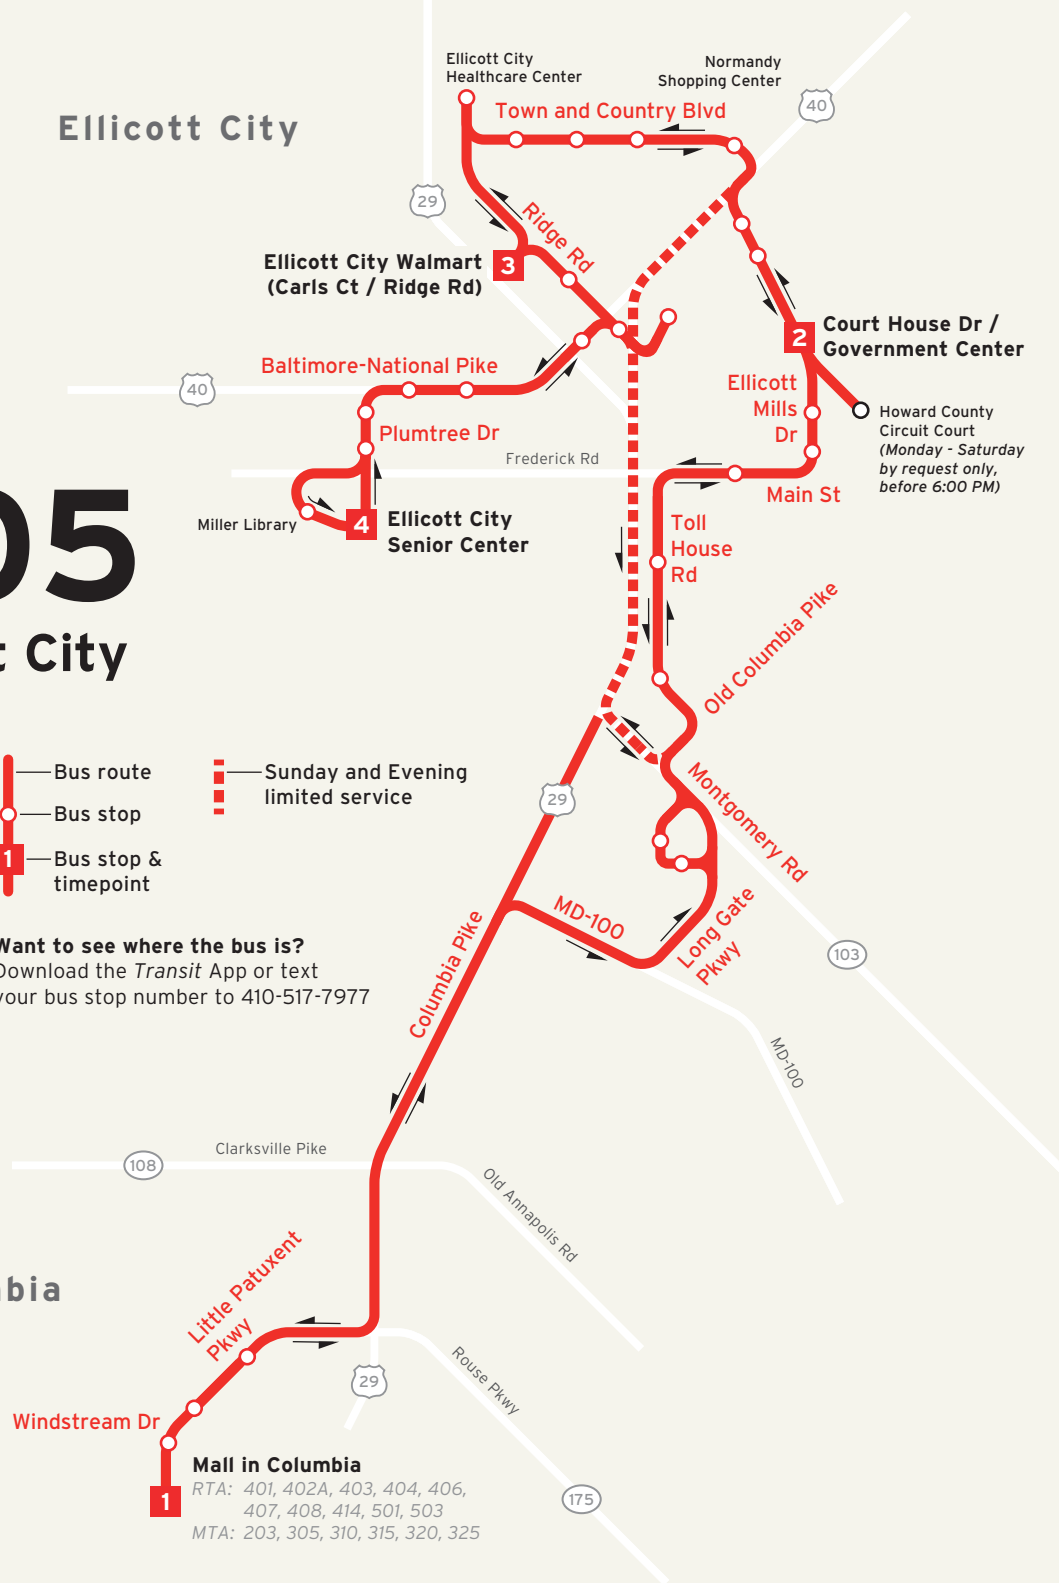 Ellicott City
Healthcare Center
Normandy
Shopping Center
40
Ellicott City
Town and Country Blvd
29
Ridge Rd
Ellicott City Walmart
(Carls Ct / Ridge Rd)
3
2
Court House Dr /
Government Center
Baltimore-National Pike
40
Ellicott
Mills
Dr
Howard County
Circuit Court
(Monday - Saturday
by request only,
before 6:00 PM)
Plumtree Dr
Frederick Rd
Main St
Miller Library
4
Ellicott City
Senior Center
Toll
House
Rd
05
t City
Old Columbia Pike
Bus route
Bus stop
1
Bus stop &
timepoint
Sunday and Evening
limited service
29
Montgomery Rd
MD-100
Long Gate
Pkwy
103
Columbia Pike
Want to see where the bus is?
Download the Transit App or text
your bus stop number to 410-517-7977
MD-100
Clarksville Pike
108
Old Annapolis Rd
bia
Little Patuxent
Pkwy
29
Rouse Pkwy
Windstream Dr
1
Mall in Columbia
RTA: 401, 402A, 403, 404, 406,
407, 408, 414, 501, 503
MTA: 203, 305, 310, 315, 320, 325
175